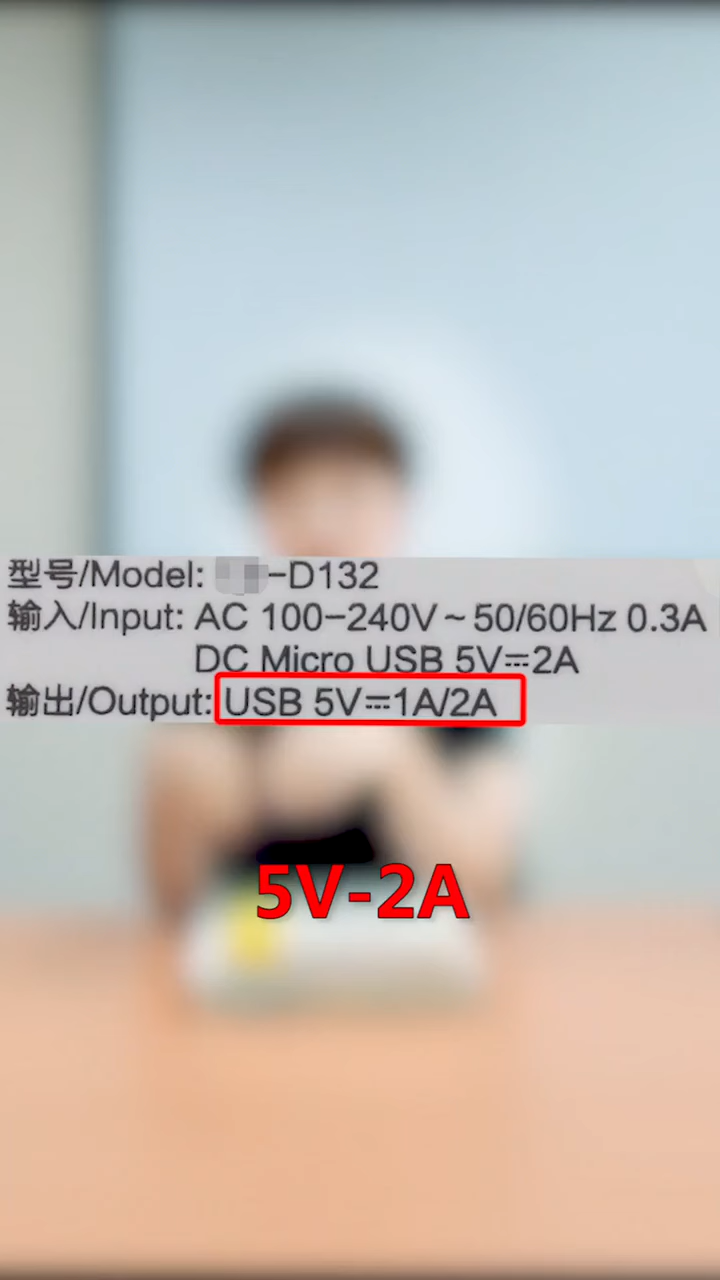 型号/Model: -D132
输入/Input: AC 100-240V ~ 50/60Hz 0.3A
DC Micro USB 5V⎓2A
输出/Output: USB 5V⎓1A/2A
5V-2A